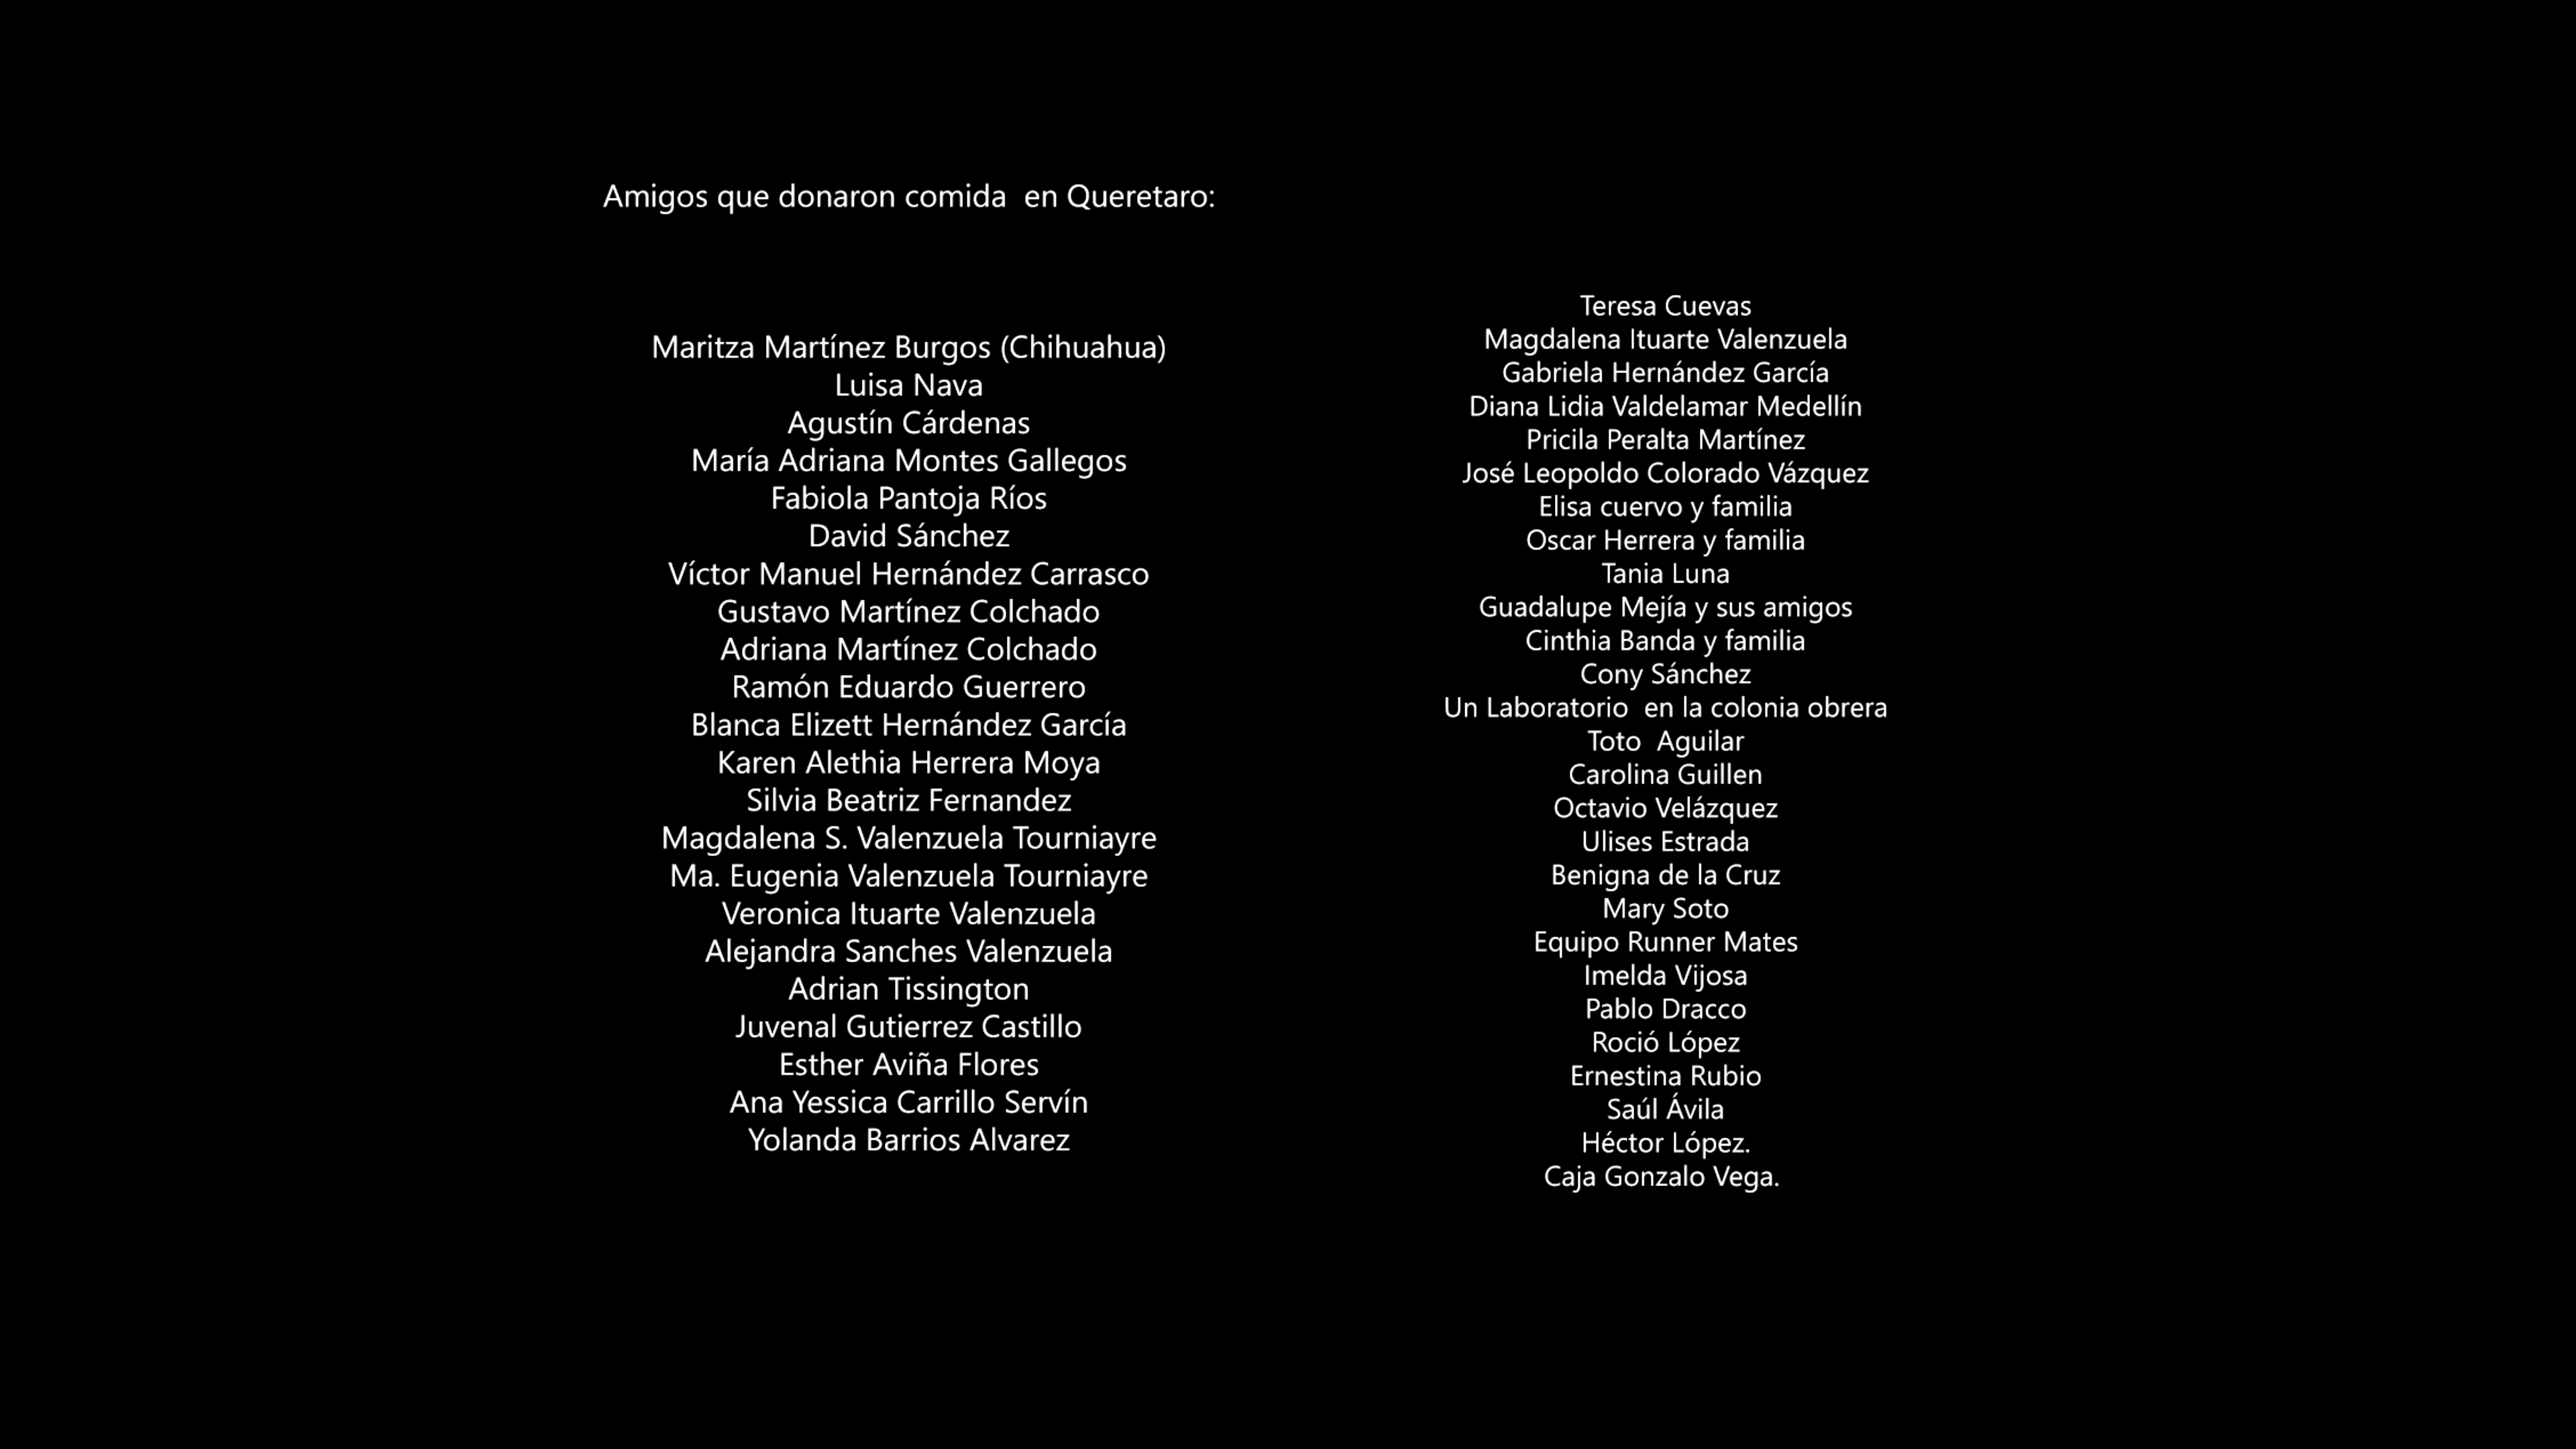 Amigos que donaron comida  en Queretaro:
Maritza Martínez Burgos (Chihuahua)
Luisa Nava
Agustín Cárdenas
María Adriana Montes Gallegos
Fabiola Pantoja Ríos
David Sánchez
Víctor Manuel Hernández Carrasco
Gustavo Martínez Colchado
Adriana Martínez Colchado
Ramón Eduardo Guerrero
Blanca Elizett Hernández García
Karen Alethia Herrera Moya
Silvia Beatriz Fernandez
Magdalena S. Valenzuela Tourniayre
Ma. Eugenia Valenzuela Tourniayre
Veronica Ituarte Valenzuela
Alejandra Sanches Valenzuela
Adrian Tissington
Juvenal Gutierrez Castillo
Esther Aviña Flores
Ana Yessica Carrillo Servín
Yolanda Barrios Alvarez
Teresa Cuevas
Magdalena Ituarte Valenzuela
Gabriela Hernández García
Diana Lidia Valdelamar Medellín
Pricila Peralta Martínez
José Leopoldo Colorado Vázquez
Elisa cuervo y familia
Oscar Herrera y familia
Tania Luna
Guadalupe Mejía y sus amigos
Cinthia Banda y familia
Cony Sánchez
Un Laboratorio  en la colonia obrera
Toto  Aguilar
Carolina Guillen
Octavio Velázquez
Ulises Estrada
Benigna de la Cruz
Mary Soto
Equipo Runner Mates
Imelda Vijosa
Pablo Dracco
Roció López
Ernestina Rubio
Saúl Ávila
Héctor López.
Caja Gonzalo Vega.